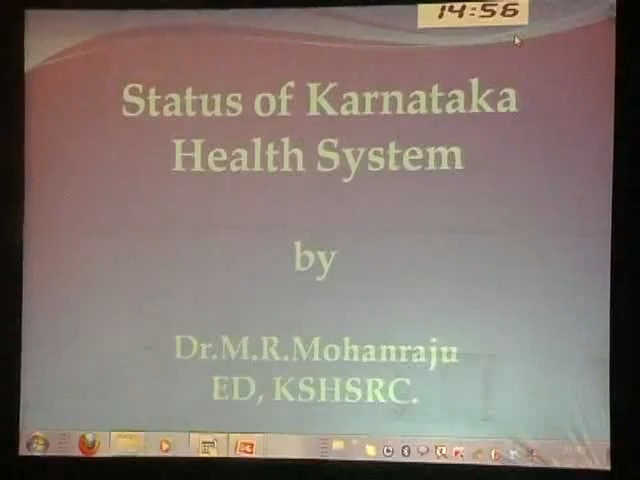 14:56
Status of Karnataka
Health System
by
Dr.M.R.Mohanraju
ED, KSHSRC.